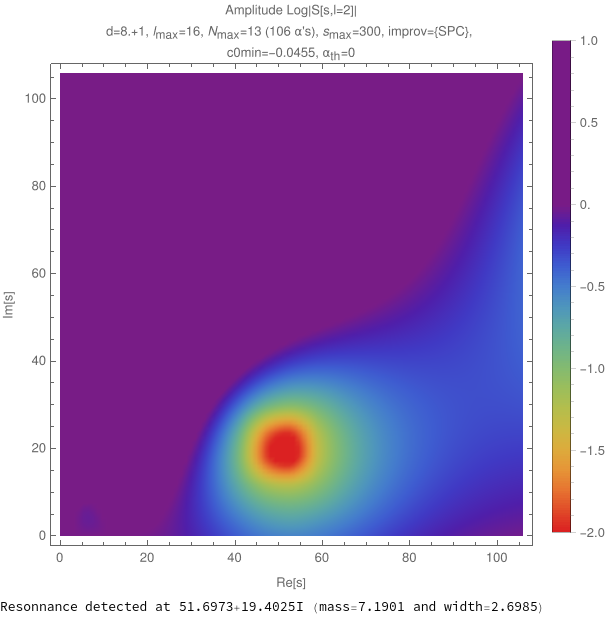 Amplitude Log|S[s,l=2]|
d=8.+1, lmax=16, Nmax=13 (106 α's), smax=300, improv={SPC},
c0min=−0.0455, αth=0
1.0
0.5
0.
−0.5
−1.0
−1.5
−2.0
100
80
60
40
20
0
Im[s]
0 20 40 60 80 100
Re[s]
Resonnance detected at 51.6973+19.4025I (mass=7.1901 and width=2.6985)